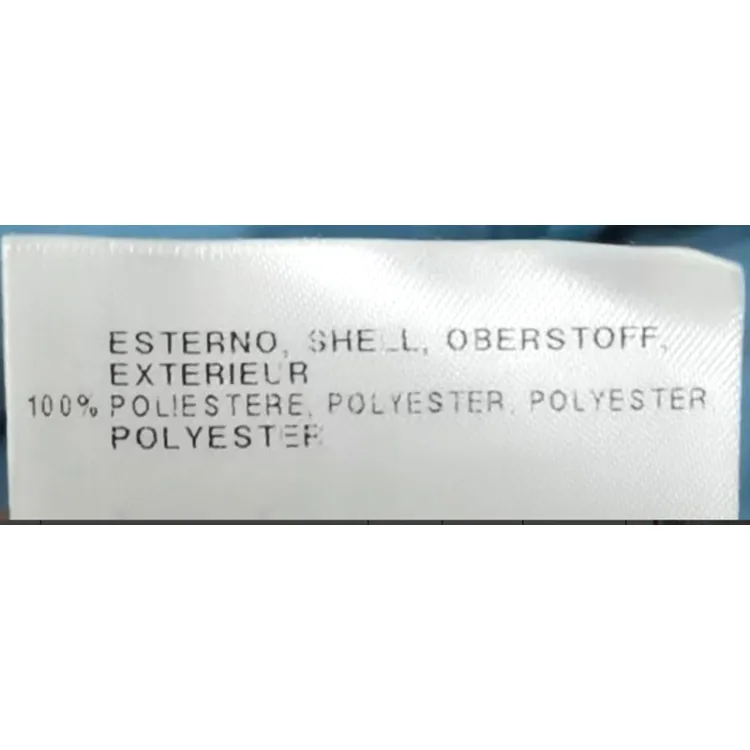 ESTERNO, SHELL, OBERSTOFF,
EXTERIEUR
100% POLIESTERE, POLYESTER, POLYESTER,
POLYESTER